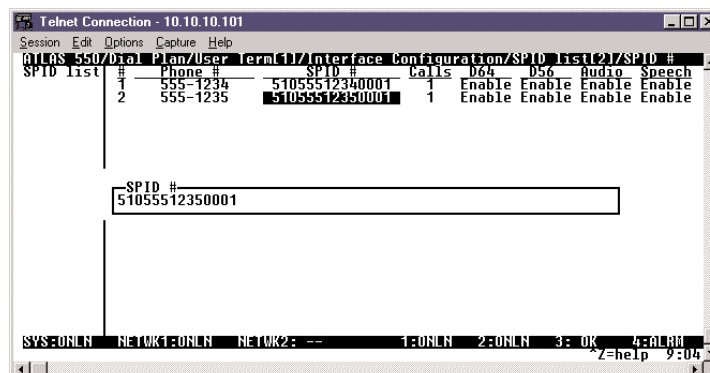 Telnet Connection - 10.10.10.101
Session Edit Options Capture Help
ATLAS 550/Dial Plan/User Term[1]/Interface Configuration/SPID list[2]/SPID #
SPID list # Phone # SPID # Calls D64 D56 Audio Speech
1 555-1234 51055512340001 1 Enable Enable Enable Enable
2 555-1235 51055512350001 1 Enable Enable Enable Enable
SPID #
51055512350001
SYS:ONLN NETWK1:ONLN NETWK2: -- 1:ONLN 2:ONLN 3: OK 4:ALRM
^Z=help 9:04